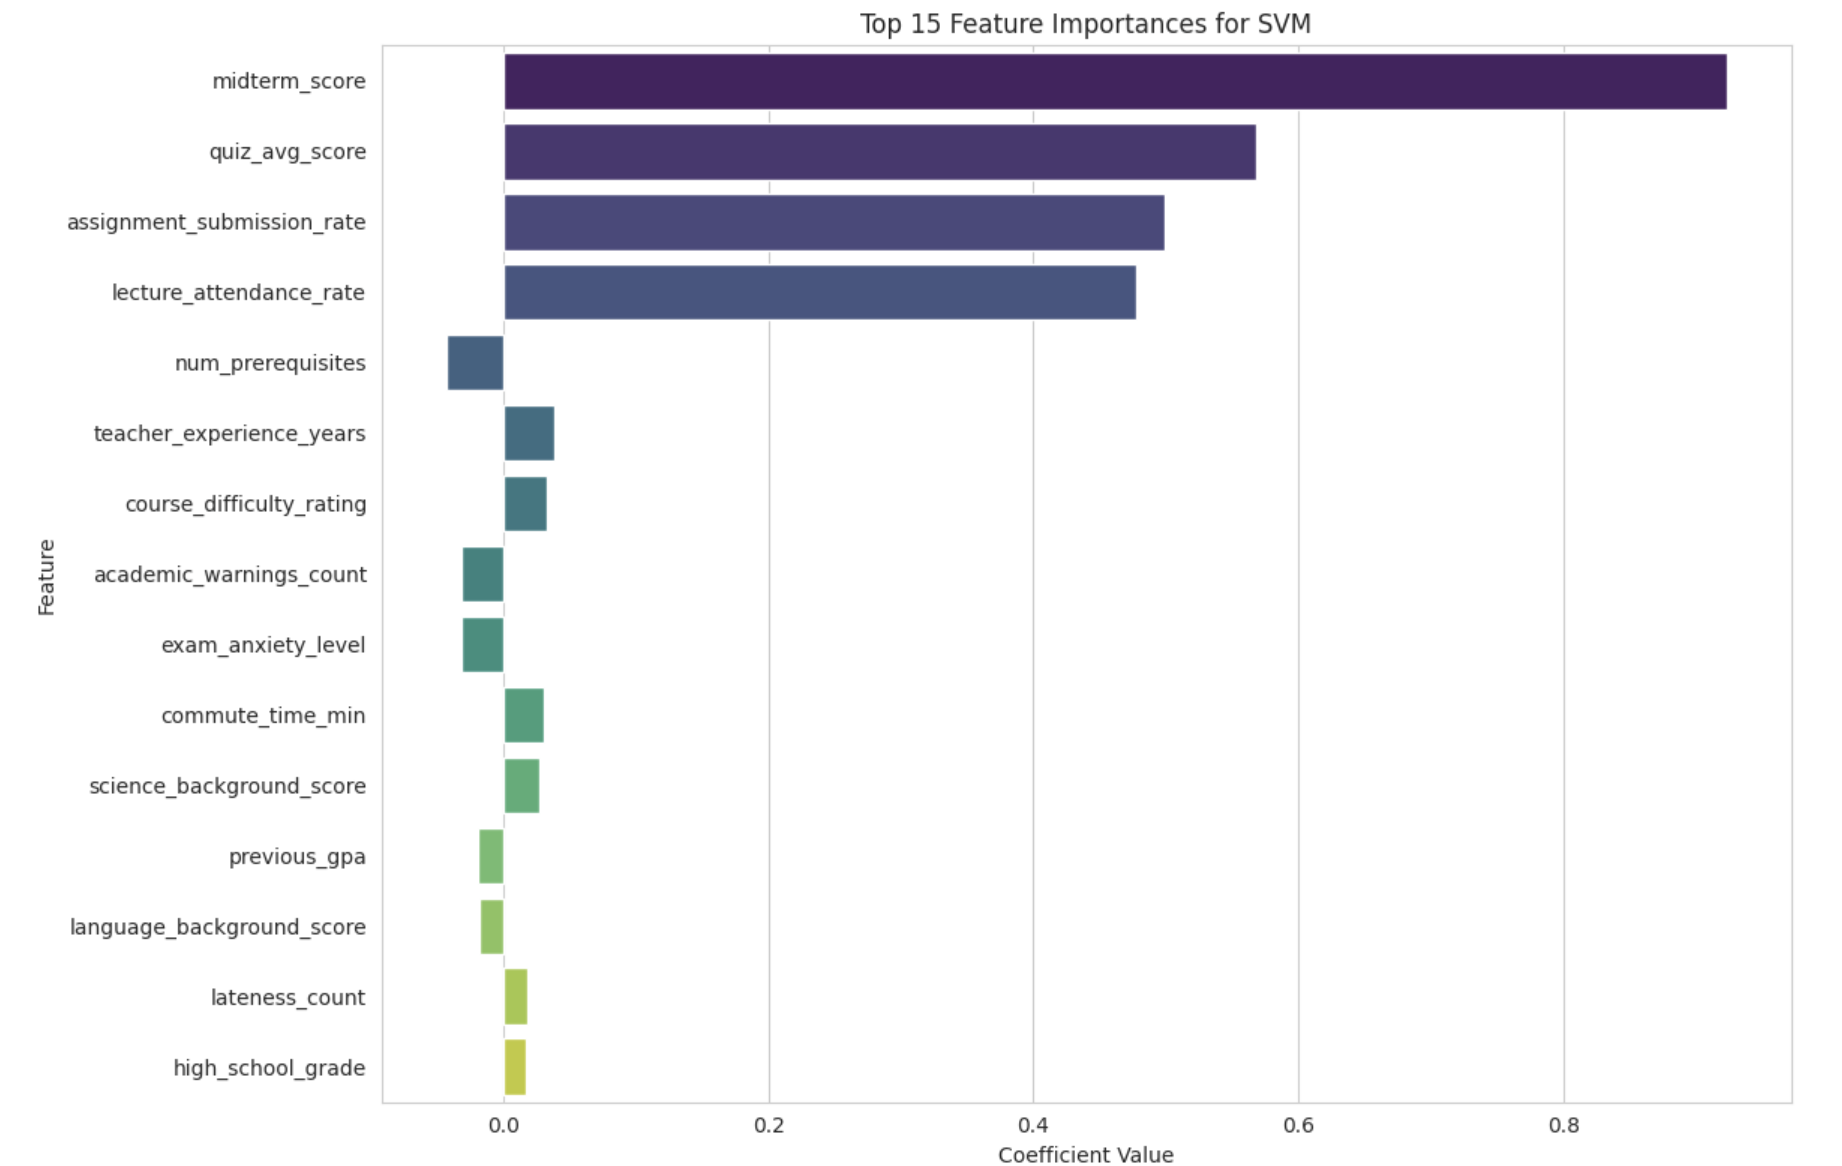 Top 15 Feature Importances for SVM
midterm_score
quiz_avg_score
assignment_submission_rate
lecture_attendance_rate
num_prerequisites
teacher_experience_years
course_difficulty_rating
academic_warnings_count
exam_anxiety_level
commute_time_min
science_background_score
previous_gpa
language_background_score
lateness_count
high_school_grade
Feature
0.0 0.2 0.4 0.6 0.8
Coefficient Value